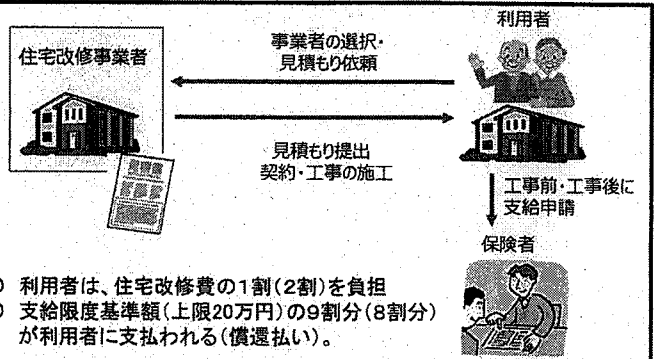 利用者
住宅改修事業者
事業者の選択・
見積もり依頼
見積もり提出
契約・工事の施工
工事前・工事後に
支給申請
保険者
利用者は、住宅改修費の1割(2割)を負担
支給限度基準額(上限20万円)の9割分(8割分)
が利用者に支払われる(償還払い)。